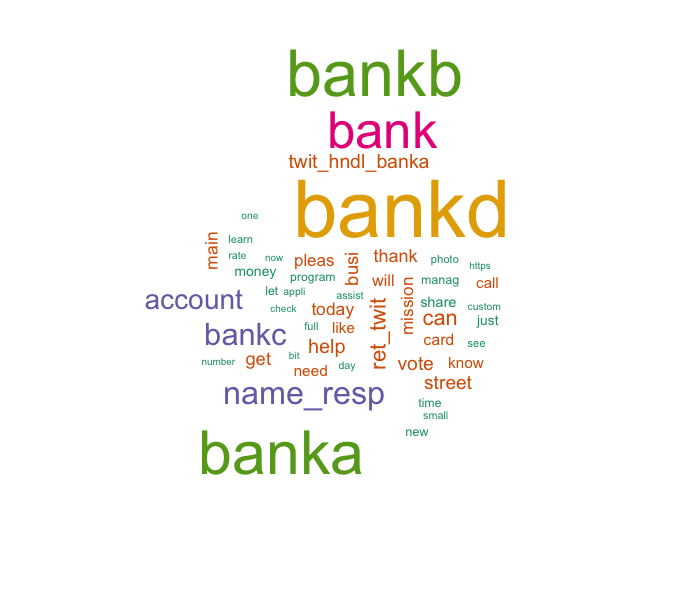 bankb
bank
twit_hndl_banka
bankd
one
main
learn
rate
now
money
pleas
program
busi
thank
will
photo
https
manag
call
let
appli
assist
account
check
today
ret_twit
mission
share
custom
can
just
bankc
full
like
help
card
see
number
get
bit
need
day
vote
know
street
name_resp
time
small
new
banka